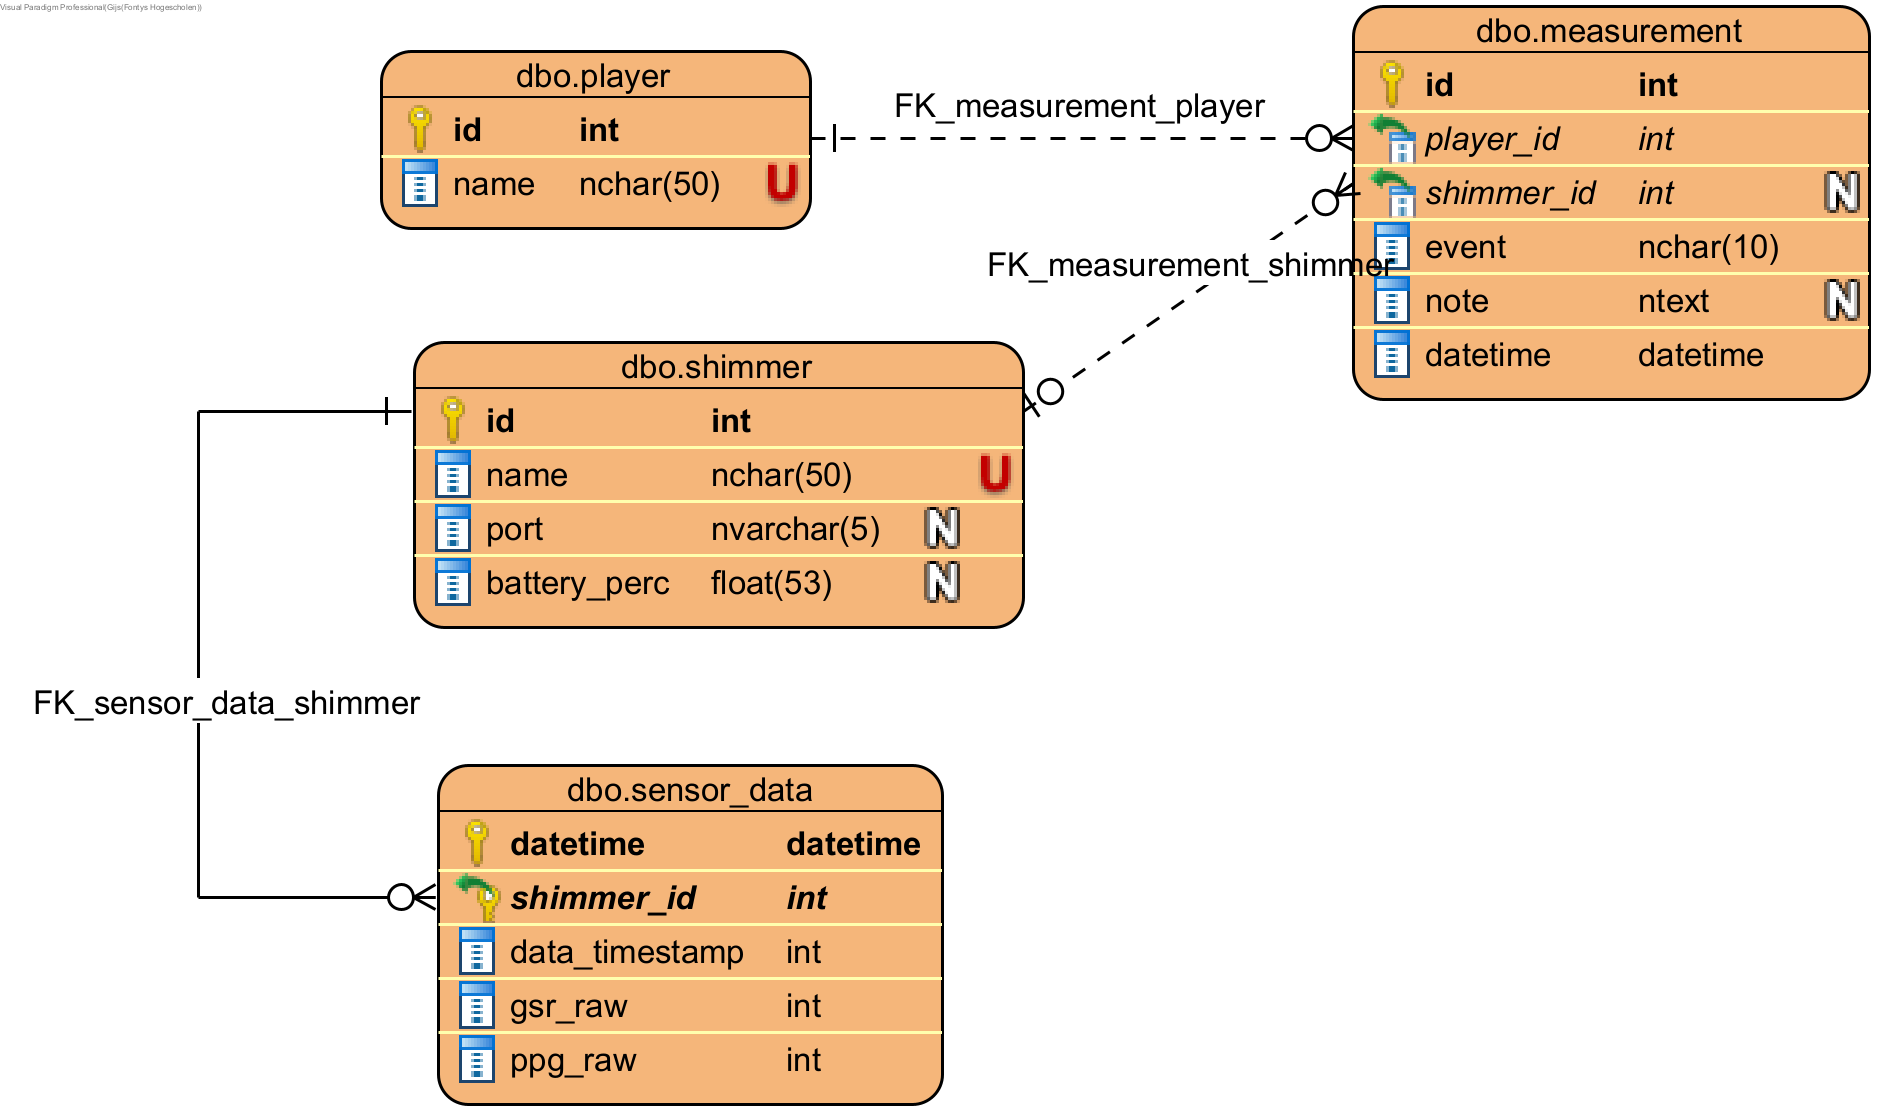 Visual Paradigm Professional(Gijs(Fontys Hogescholen))
dbo.player
id int
name nchar(50) U
FK_measurement_player
dbo.measurement
id int
player_id int
shimmer_id int N
event nchar(10)
note ntext N
datetime datetime
FK_measurement_shimmer
dbo.shimmer
id int
name nchar(50) U
port nvarchar(5) N
battery_perc float(53) N
FK_sensor_data_shimmer
dbo.sensor_data
datetime datetime
shimmer_id int
data_timestamp int
gsr_raw int
ppg_raw int